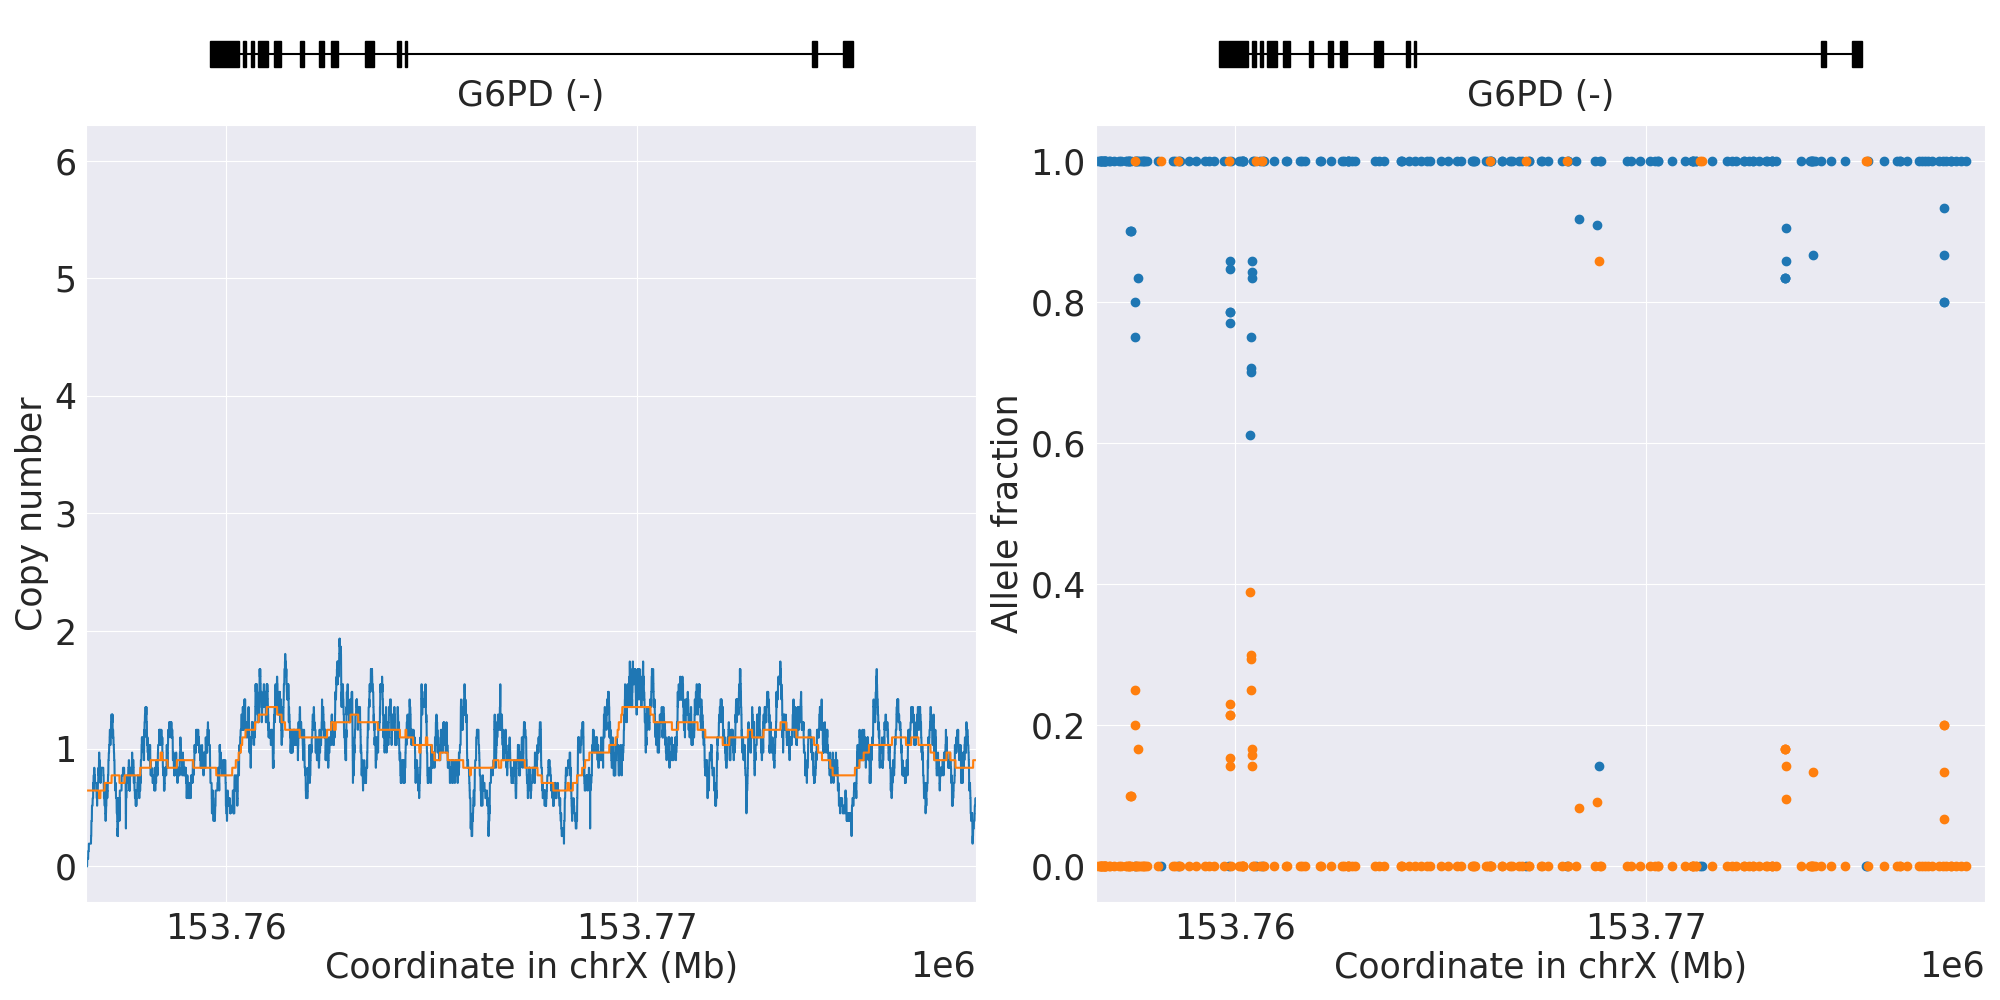 G6PD (-)
6
5
4
3
2
1
0
Copy number
153.76
153.77
Coordinate in chrX (Mb)
1e6
G6PD (-)
1.0
0.8
0.6
0.4
0.2
0.0
Allele fraction
153.76
153.77
Coordinate in chrX (Mb)
1e6